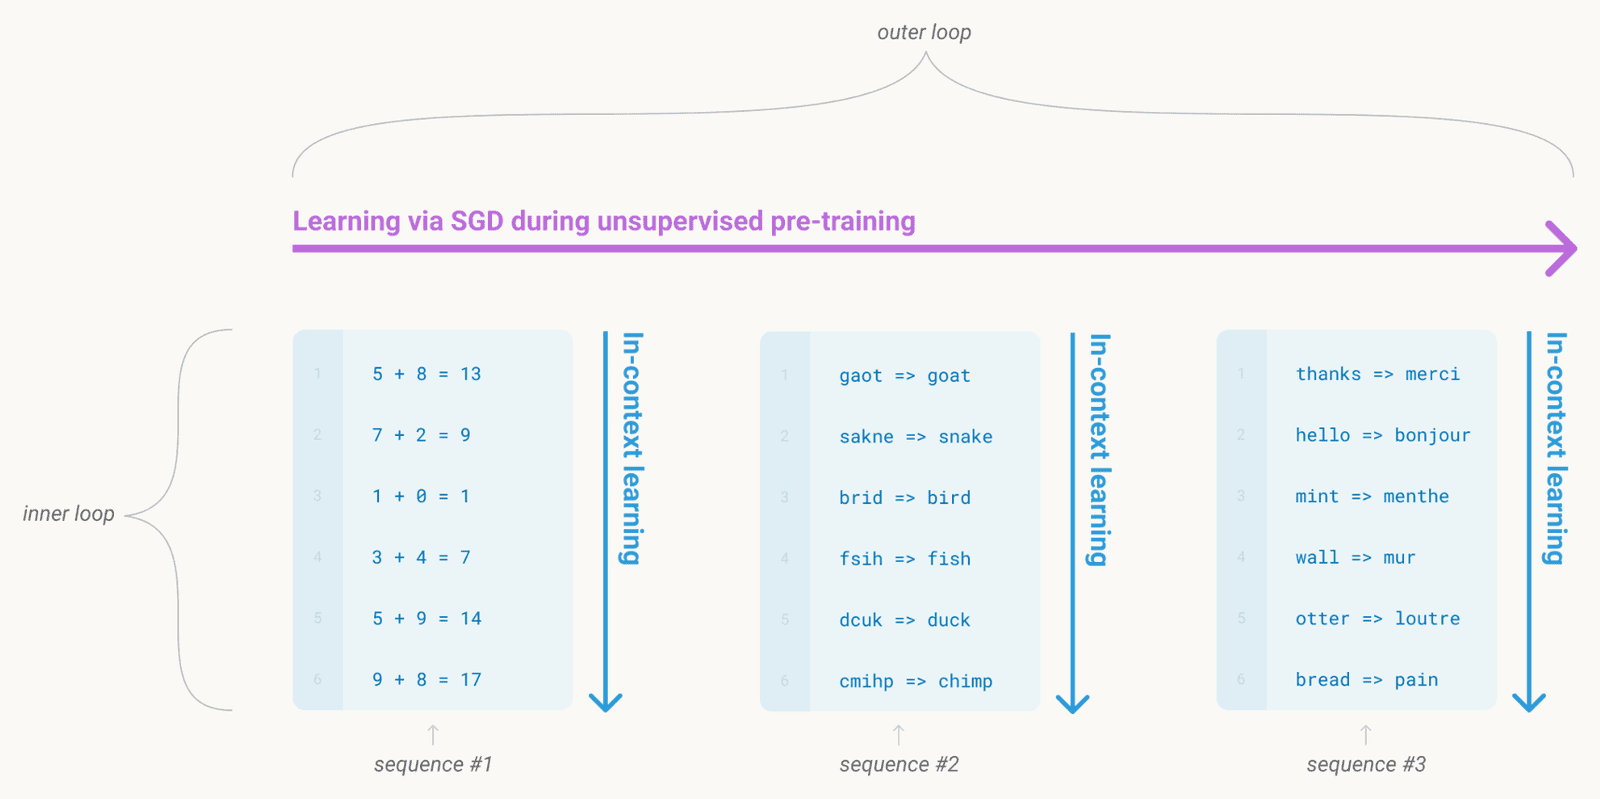 outer loop
Learning via SGD during unsupervised pre-training
inner loop
1 5 + 8 = 13
2 7 + 2 = 9
3 1 + 0 = 1
4 3 + 4 = 7
5 5 + 9 = 14
6 9 + 8 = 17
In-context learning
sequence #1
1 gaot => goat
2 sakne => snake
3 brid => bird
4 fsih => fish
5 dcuk => duck
6 cmihp => chimp
In-context learning
sequence #2
1 thanks => merci
2 hello => bonjour
3 mint => menthe
4 wall => mur
5 otter => loutre
6 bread => pain
In-context learning
sequence #3